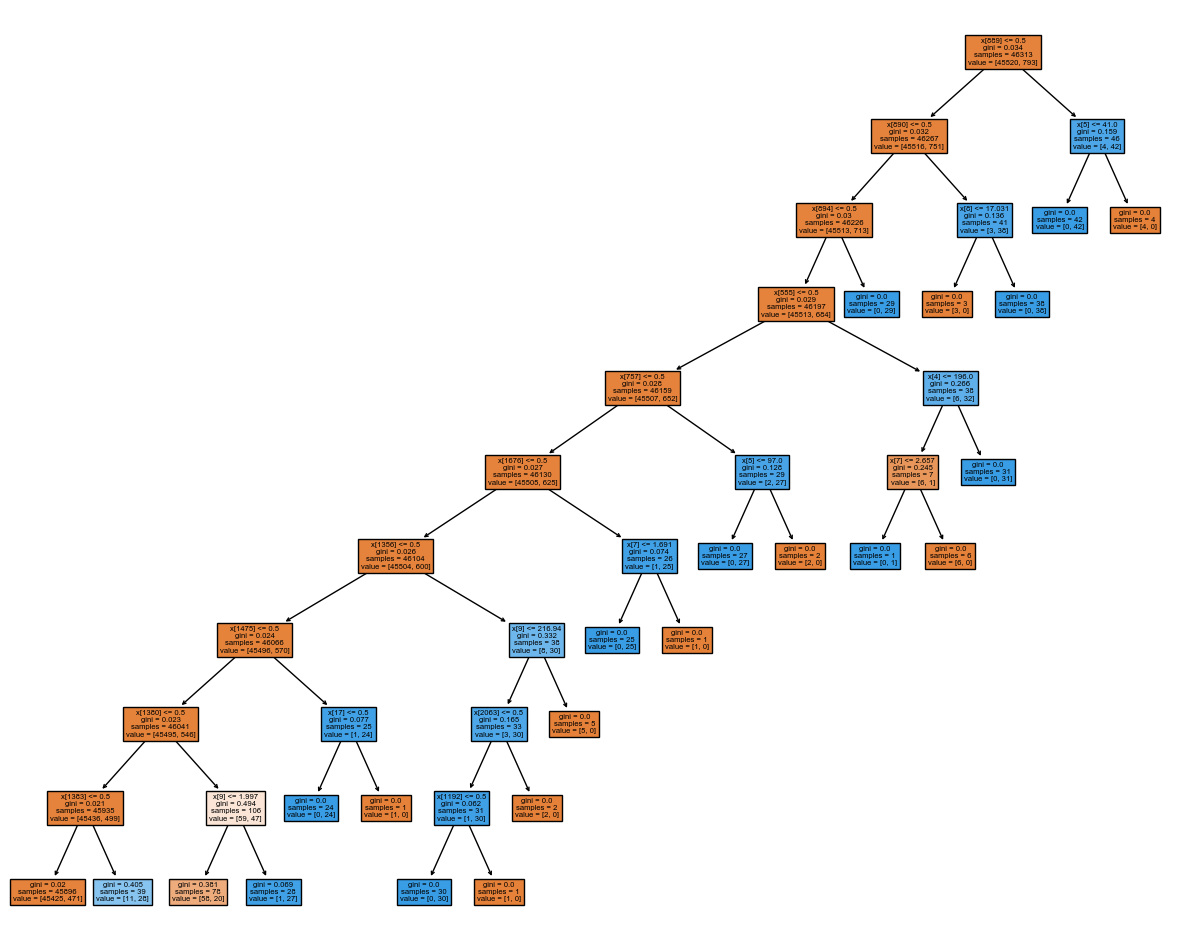 x[889] <= 0.5
gini = 0.034
samples = 46313
value = [45520, 793]
x[890] <= 0.5
gini = 0.032
samples = 46267
value = [45516, 751]
x[5] <= 41.0
gini = 0.159
samples = 46
value = [4, 42]
x[894] <= 0.5
gini = 0.03
samples = 46226
value = [45513, 713]
x[8] <= 17.031
gini = 0.136
samples = 41
value = [3, 38]
gini = 0.0
samples = 42
value = [0, 42]
gini = 0.0
samples = 4
value = [4, 0]
x[555] <= 0.5
gini = 0.029
samples = 46197
value = [45513, 684]
gini = 0.0
samples = 29
value = [0, 29]
gini = 0.0
samples = 3
value = [3, 0]
gini = 0.0
samples = 38
value = [0, 38]
x[757] <= 0.5
gini = 0.028
samples = 46159
value = [45507, 652]
x[4] <= 196.0
gini = 0.266
samples = 38
value = [6, 32]
x[1676] <= 0.5
gini = 0.027
samples = 46130
value = [45505, 625]
x[5] <= 97.0
gini = 0.128
samples = 29
value = [2, 27]
x[7] <= 2.657
gini = 0.245
samples = 7
value = [6, 1]
gini = 0.0
samples = 31
value = [0, 31]
x[1356] <= 0.5
gini = 0.026
samples = 46104
value = [45504, 600]
x[7] <= 1.691
gini = 0.074
samples = 26
value = [1, 25]
gini = 0.0
samples = 27
value = [0, 27]
gini = 0.0
samples = 2
value = [2, 0]
gini = 0.0
samples = 1
value = [0, 1]
gini = 0.0
samples = 6
value = [6, 0]
x[1475] <= 0.5
gini = 0.024
samples = 46066
value = [45496, 570]
x[9] <= 216.94
gini = 0.332
samples = 38
value = [8, 30]
gini = 0.0
samples = 25
value = [0, 25]
gini = 0.0
samples = 1
value = [1, 0]
x[1380] <= 0.5
gini = 0.023
samples = 46041
value = [45495, 546]
x[17] <= 0.5
gini = 0.077
samples = 25
value = [1, 24]
x[2063] <= 0.5
gini = 0.165
samples = 33
value = [3, 30]
gini = 0.0
samples = 5
value = [5, 0]
x[1383] <= 0.5
gini = 0.021
samples = 45935
value = [45436, 499]
x[9] <= 1.997
gini = 0.494
samples = 106
value = [59, 47]
gini = 0.0
samples = 24
value = [0, 24]
gini = 0.0
samples = 1
value = [1, 0]
x[1192] <= 0.5
gini = 0.062
samples = 31
value = [1, 30]
gini = 0.0
samples = 2
value = [2, 0]
gini = 0.02
samples = 45896
value = [45425, 471]
gini = 0.405
samples = 39
value = [11, 28]
gini = 0.381
samples = 78
value = [58, 20]
gini = 0.069
samples = 28
value = [1, 27]
gini = 0.0
samples = 30
value = [0, 30]
gini = 0.0
samples = 1
value = [1, 0]